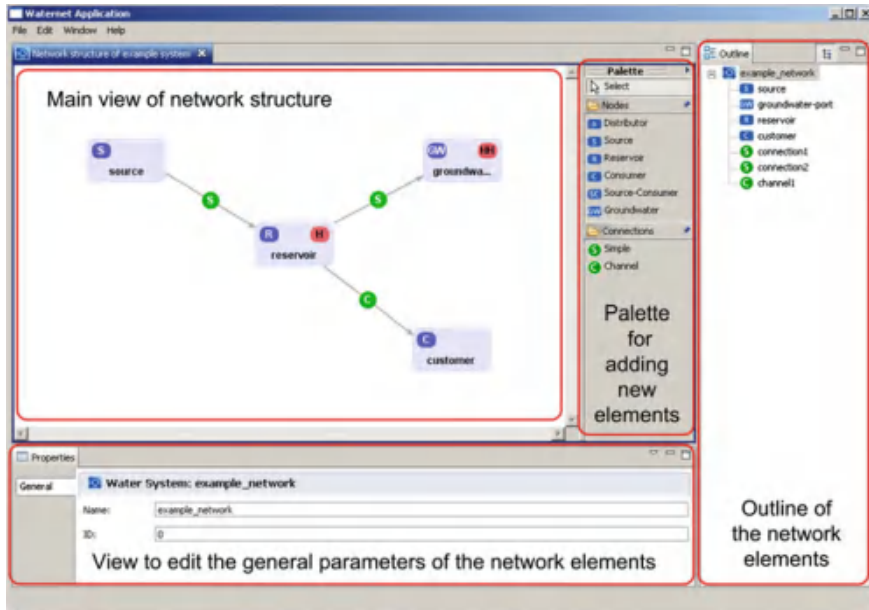 Waternet Application
File Edit Window Help
Network structure of example system
Main view of network structure
S
source
S
GW HH
groundwa...
S
R H
reservoir
C
C
customer
Palette
Select
Nodes
Distributor
S Source
R Reservoir
C Consumer
SC Source-Consumer
GW Groundwater
Connections
S Simple
C Channel
Palette
for
adding
new
elements
Outline
example_network
S source
GW groundwater-port
R reservoir
C customer
S connection1
S connection2
C channel1
Outline of
the network
elements
Properties
General
Water System: example_network
Name: example_network
ID: 0
View to edit the general parameters of the network elements